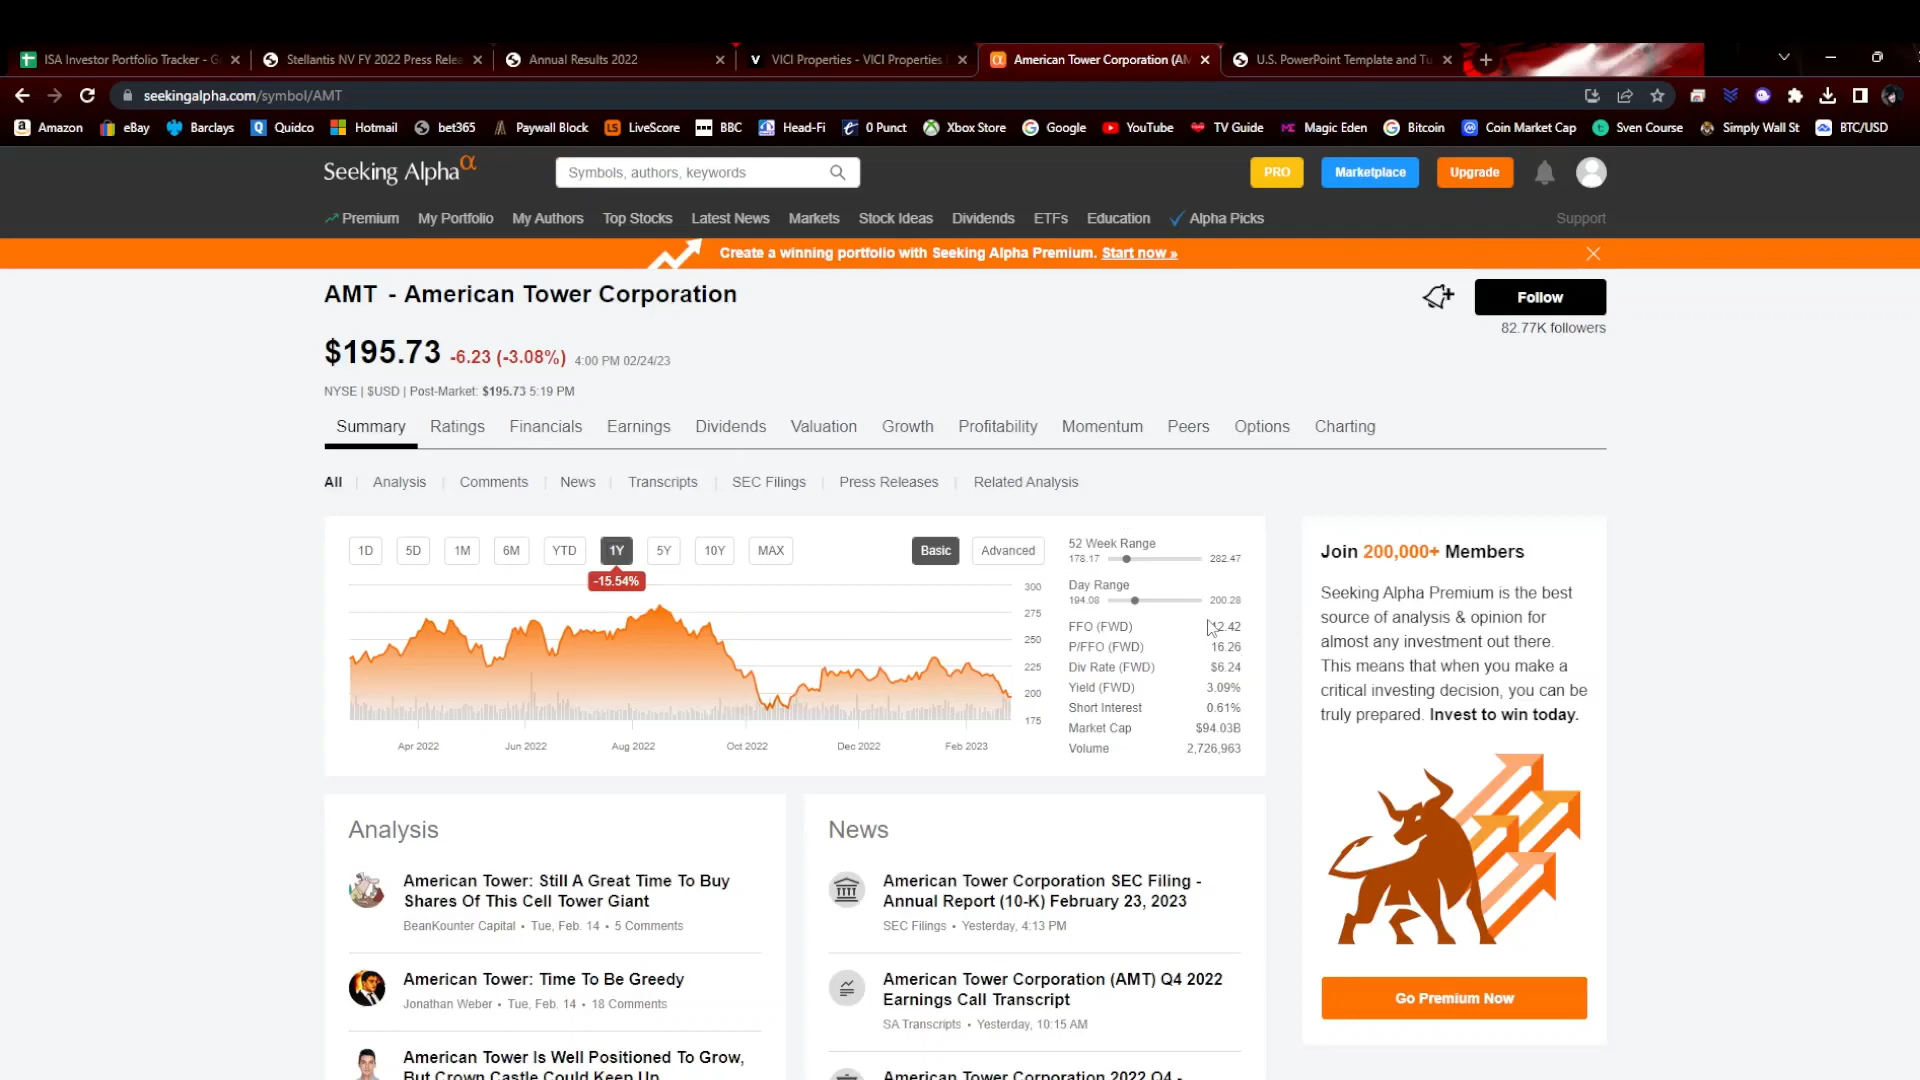 ISA Investor Portfolio Tracker - G
Stellantis NV FY 2022 Press Relea
Annual Results 2022
VICI Properties - VICI Properties
American Tower Corporation (AM
U.S. PowerPoint Template and Tu
seekingalpha.com/symbol/AMT
Amazon
eBay
Barclays
Quidco
Hotmail
bet365
Paywall Block
LiveScore
BBC
Head-Fi
0 Punct
Xbox Store
Google
YouTube
TV Guide
Magic Eden
Bitcoin
Coin Market Cap
Sven Course
Simply Wall St
BTC/USD
Seeking Alpha α
Symbols, authors, keywords
PRO
Marketplace
Upgrade
Premium
My Portfolio
My Authors
Top Stocks
Latest News
Markets
Stock Ideas
Dividends
ETFs
Education
Alpha Picks
Support
Create a winning portfolio with Seeking Alpha Premium. Start now »
AMT - American Tower Corporation
Follow
82.77K followers
$195.73 -6.23 (-3.08%) 4:00 PM 02/24/23
NYSE | $USD | Post-Market: $195.73 5:19 PM
Summary
Ratings
Financials
Earnings
Dividends
Valuation
Growth
Profitability
Momentum
Peers
Options
Charting
All
Analysis
Comments
News
Transcripts
SEC Filings
Press Releases
Related Analysis
1D
5D
1M
6M
YTD
1Y
5Y
10Y
MAX
Basic
Advanced
-15.54%
300
275
250
225
200
175
Apr 2022
Jun 2022
Aug 2022
Oct 2022
Dec 2022
Feb 2023
52 Week Range
178.17
282.47
Day Range
194.08
200.28
FFO (FWD) 2.42
P/FFO (FWD) 16.26
Div Rate (FWD) $6.24
Yield (FWD) 3.09%
Short Interest 0.61%
Market Cap $94.03B
Volume 2,726,963
Join 200,000+ Members
Seeking Alpha Premium is the best
source of analysis & opinion for
almost any investment out there.
This means that when you make a
critical investing decision, you can be
truly prepared. Invest to win today.
Go Premium Now
Analysis
American Tower: Still A Great Time To Buy
Shares Of This Cell Tower Giant
BeanKounter Capital • Tue, Feb. 14 • 5 Comments
American Tower: Time To Be Greedy
Jonathan Weber • Tue, Feb. 14 • 18 Comments
American Tower Is Well Positioned To Grow,
But Crown Castle Could Keep Up
News
American Tower Corporation SEC Filing -
Annual Report (10-K) February 23, 2023
SEC Filings • Yesterday, 4:13 PM
American Tower Corporation (AMT) Q4 2022
Earnings Call Transcript
SA Transcripts • Yesterday, 10:15 AM
American Tower Corporation 2022 Q4 -